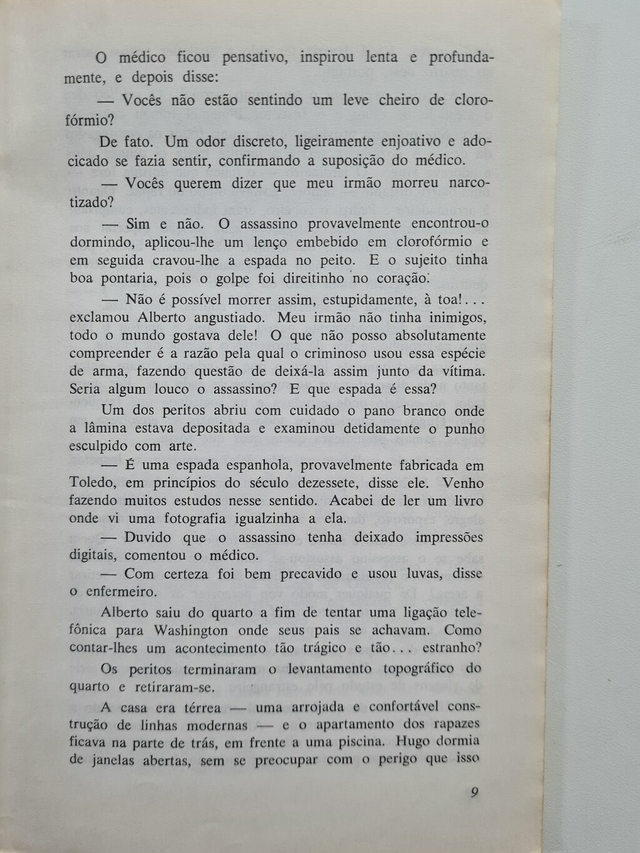 O médico ficou pensativo, inspirou lenta e profunda-
mente, e depois disse:
— Vocês não estão sentindo um leve cheiro de cloro-
fórmio?
De fato. Um odor discreto, ligeiramente enjoativo e ado-
cicado se fazia sentir, confirmando a suposição do médico.
— Vocês querem dizer que meu irmão morreu narco-
tizado?
— Sim e não. O assassino provavelmente encontrou-o
dormindo, aplicou-lhe um lenço embebido em clorofórmio e
em seguida cravou-lhe a espada no peito. E o sujeito tinha
boa pontaria, pois o golpe foi direitinho no coração.
— Não é possível morrer assim, estupidamente, à toa!...
exclamou Alberto angustiado. Meu irmão não tinha inimigos,
todo o mundo gostava dele! O que não posso absolutamente
compreender é a razão pela qual o criminoso usou essa espécie
de arma, fazendo questão de deixá-la assim junto da vítima.
Seria algum louco o assassino? E que espada é essa?
Um dos peritos abriu com cuidado o pano branco onde
a lâmina estava depositada e examinou detidamente o punho
esculpido com arte.
— É uma espada espanhola, provavelmente fabricada em
Toledo, em princípios do século dezessete, disse ele. Venho
fazendo muitos estudos nesse sentido. Acabei de ler um livro
onde vi uma fotografia igualzinha a ela.
— Duvido que o assassino tenha deixado impressões
digitais, comentou o médico.
— Com certeza foi bem precavido e usou luvas, disse
o enfermeiro.
Alberto saiu do quarto a fim de tentar uma ligação tele-
fônica para Washington onde seus pais se achavam. Como
contar-lhes um acontecimento tão trágico e tão... estranho?
Os peritos terminaram o levantamento topográfico do
quarto e retiraram-se.
A casa era térrea — uma arrojada e confortável cons-
trução de linhas modernas — e o apartamento dos rapazes
ficava na parte de trás, em frente a uma piscina. Hugo dormia
de janelas abertas, sem se preocupar com o perigo que isso
9